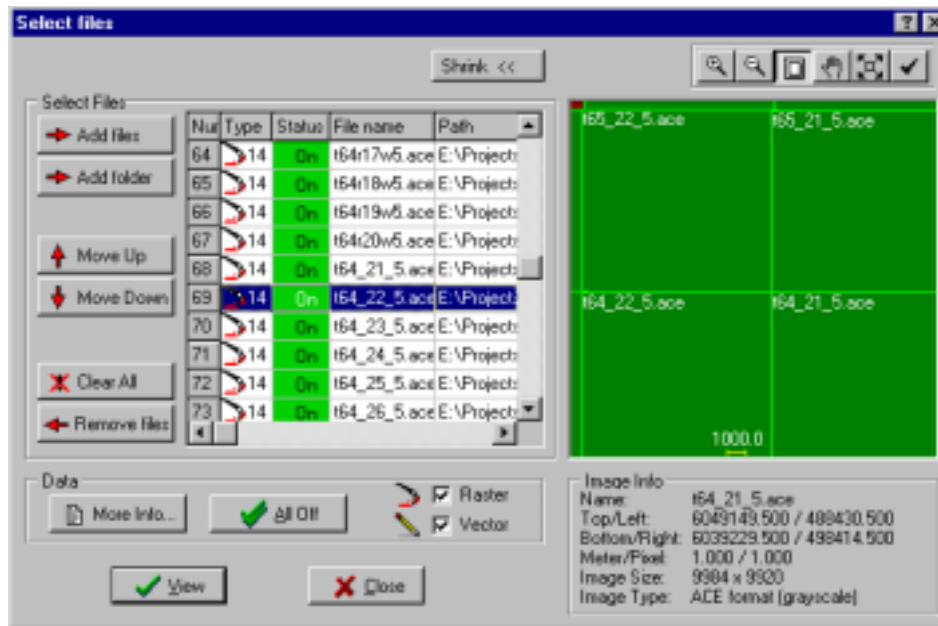 Select files
Shrink <<
Select Files
Add files
Add folder
Move Up
Move Down
Clear All
Remove files
Num Type Status File name Path
64 14 On t64r17w5.ace E:\Projects
65 14 On t64r18w5.ace E:\Projects
66 14 On t64r19w5.ace E:\Projects
67 14 On t64r20w5.ace E:\Projects
68 14 On t64_21_5.ace E:\Projects
69 14 On t64_22_5.ace E:\Projects
70 14 On t64_23_5.ace E:\Projects
71 14 On t64_24_5.ace E:\Projects
72 14 On t64_25_5.ace E:\Projects
73 14 On t64_26_5.ace E:\Projects
t65_22_5.ace t65_21_5.ace
t64_22_5.ace t64_21_5.ace
1000.0
Data
More Info...
All Off
Raster
Vector
View
Close
Image Info
Name: t64_21_5.ace
Top/Left: 6049149.500 / 488430.500
Bottom/Right: 6039229.500 / 498414.500
Meter/Pixel: 1.000 / 1.000
Image Size: 9984 x 9920
Image Type: ACE format (grayscale)